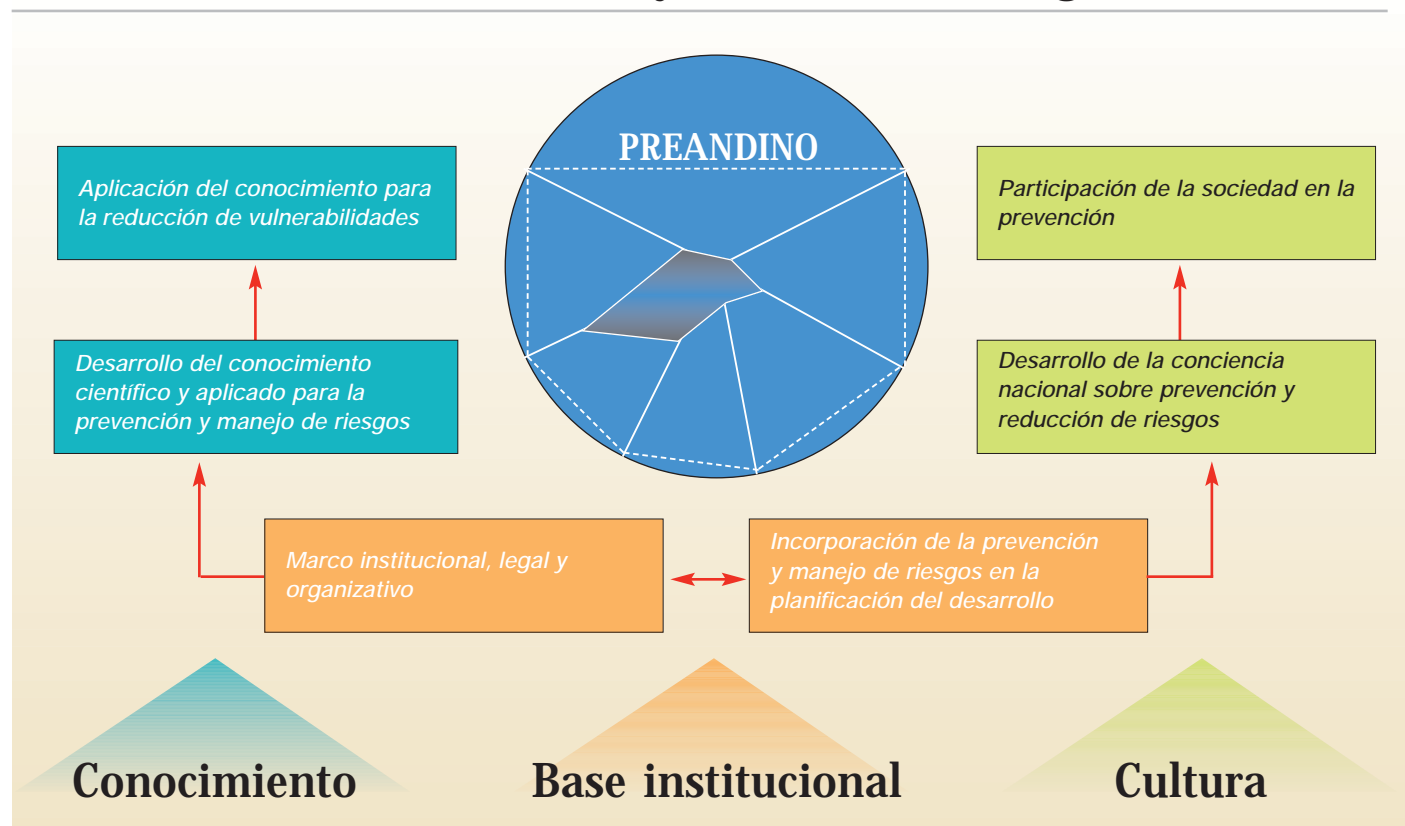 PREANDINO
Aplicación del conocimiento para
la reducción de vulnerabilidades
Participación de la sociedad en la
prevención
Desarrollo del conocimiento
científico y aplicado para la
prevención y manejo de riesgos
Desarrollo de la conciencia
nacional sobre prevención y
reducción de riesgos
Marco institucional, legal y
organizativo
Incorporación de la prevención
y manejo de riesgos en la
planificación del desarrollo
Conocimiento
Base institucional
Cultura